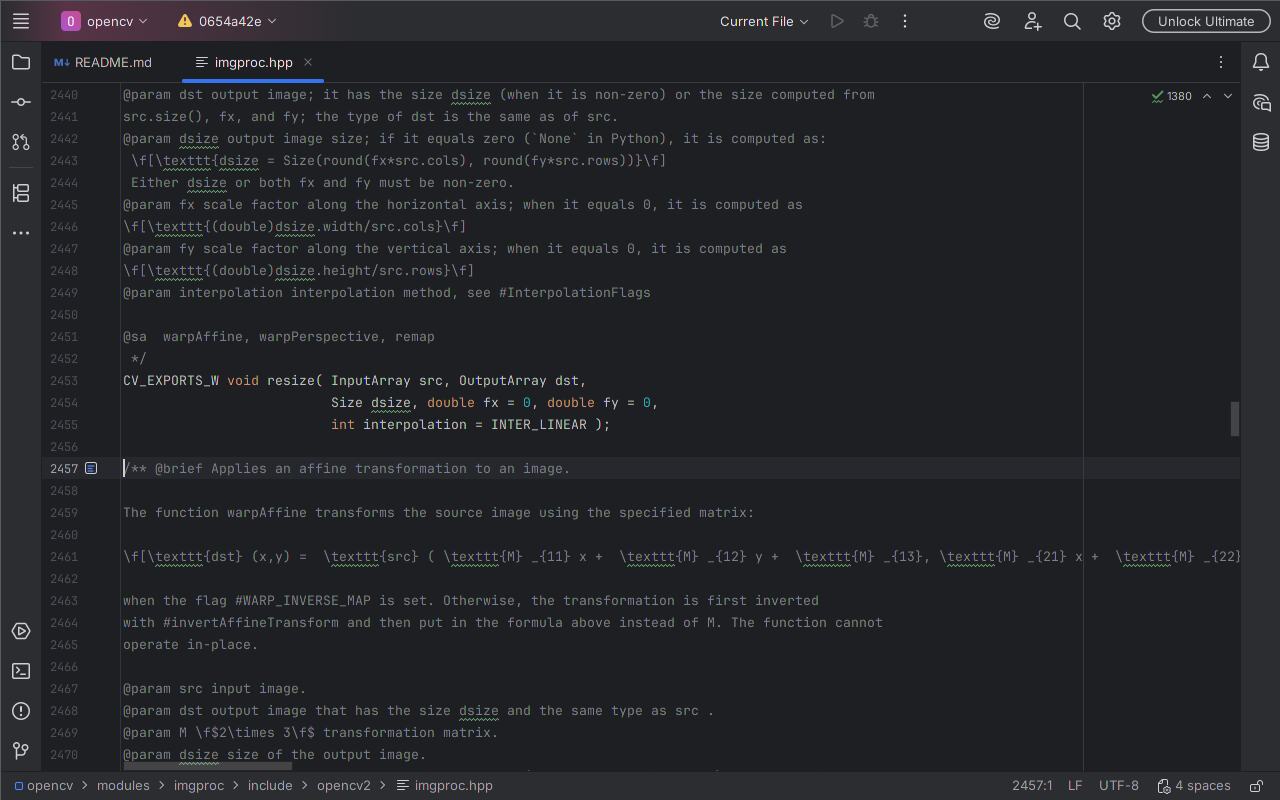 O opencv 0654a42e Current File Unlock Ultimate
README.md imgproc.hpp
1380
2440 @param dst output image; it has the size dsize (when it is non-zero) or the size computed from
2441 src.size(), fx, and fy; the type of dst is the same as of src.
2442 @param dsize output image size; if it equals zero (`None` in Python), it is computed as:
2443 \f[\texttt{dsize = Size(round(fx*src.cols), round(fy*src.rows))}\f]
2444 Either dsize or both fx and fy must be non-zero.
2445 @param fx scale factor along the horizontal axis; when it equals 0, it is computed as
2446 \f[\texttt{(double)dsize.width/src.cols}\f]
2447 @param fy scale factor along the vertical axis; when it equals 0, it is computed as
2448 \f[\texttt{(double)dsize.height/src.rows}\f]
2449 @param interpolation interpolation method, see #InterpolationFlags
2450
2451 @sa  warpAffine, warpPerspective, remap
2452 */
2453 CV_EXPORTS_W void resize( InputArray src, OutputArray dst,
2454 Size dsize, double fx = 0, double fy = 0,
2455 int interpolation = INTER_LINEAR );
2456
2457 /** @brief Applies an affine transformation to an image.
2458
2459 The function warpAffine transforms the source image using the specified matrix:
2460
2461 \f[\texttt{dst} (x,y) =  \texttt{src} ( \texttt{M} _{11} x +  \texttt{M} _{12} y +  \texttt{M} _{13}, \texttt{M} _{21} x +  \texttt{M} _{22}
2462
2463 when the flag #WARP_INVERSE_MAP is set. Otherwise, the transformation is first inverted
2464 with #invertAffineTransform and then put in the formula above instead of M. The function cannot
2465 operate in-place.
2466
2467 @param src input image.
2468 @param dst output image that has the size dsize and the same type as src .
2469 @param M \f$2\times 3\f$ transformation matrix.
2470 @param dsize size of the output image.
opencv > modules > imgproc > include > opencv2 > imgproc.hpp 2457:1 LF UTF-8 4 spaces